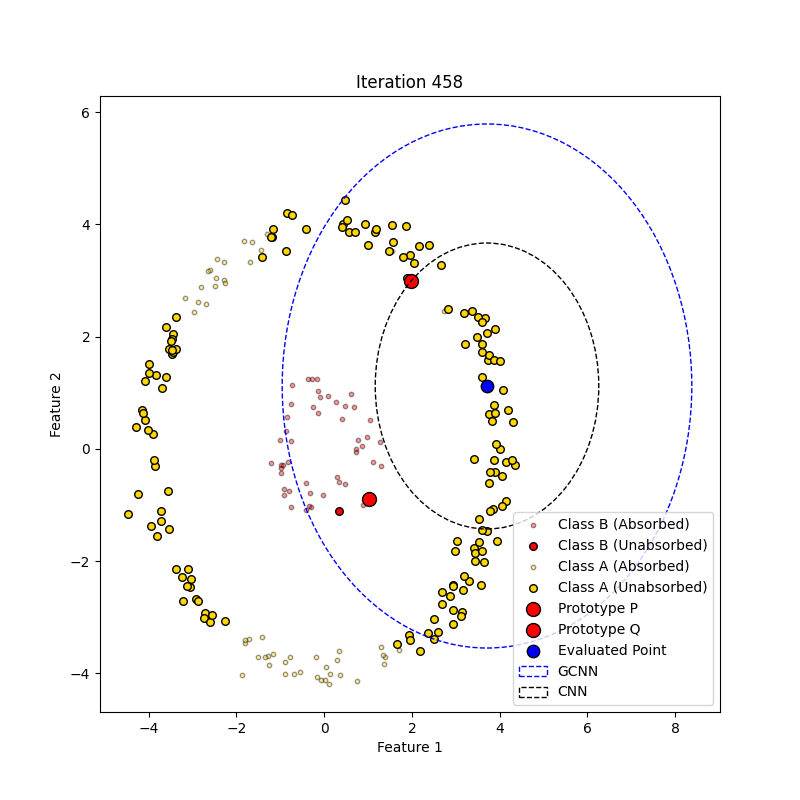 Iteration 458
6
4
2
0
−2
−4
Feature 2
Class B (Absorbed)
Class B (Unabsorbed)
Class A (Absorbed)
Class A (Unabsorbed)
Prototype P
Prototype Q
Evaluated Point
GCNN
CNN
−4 −2 0 2 4 6 8
Feature 1